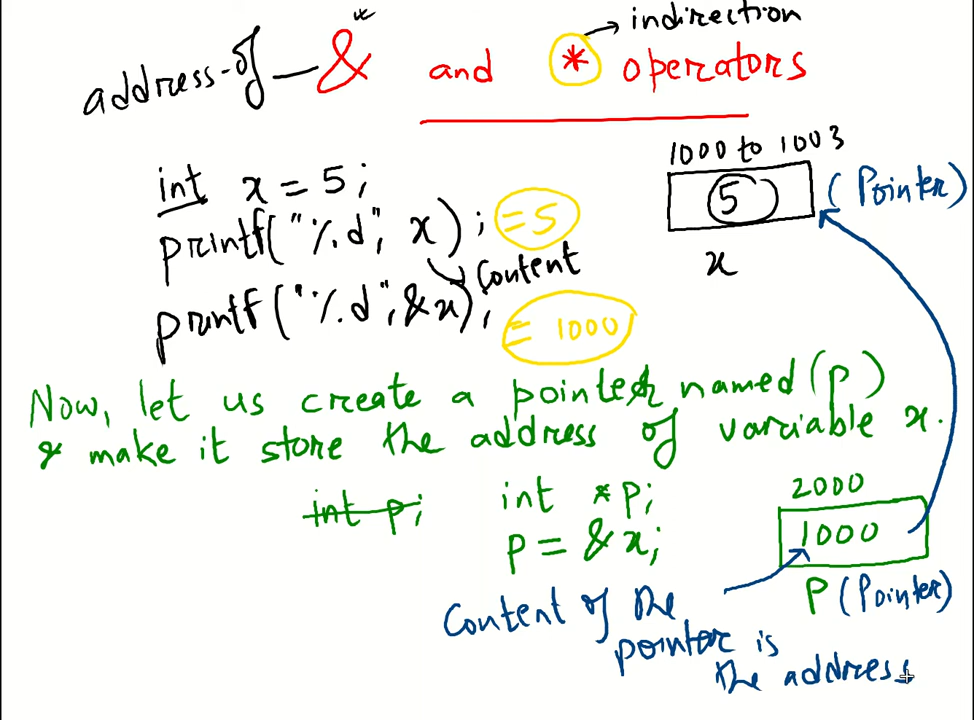 indirection
address-of — & and * operators
1000 to 1003
int x = 5;
5 (Pointer)
printf("%d", x); = 5
x
Content
printf("%d", &x); = 1000
Now, let us create a pointer named (p)
& make it store the address of variable x.
2000
int p; int *p;
1000
p = &x;
P (Pointer)
Content of the
pointer is
the address